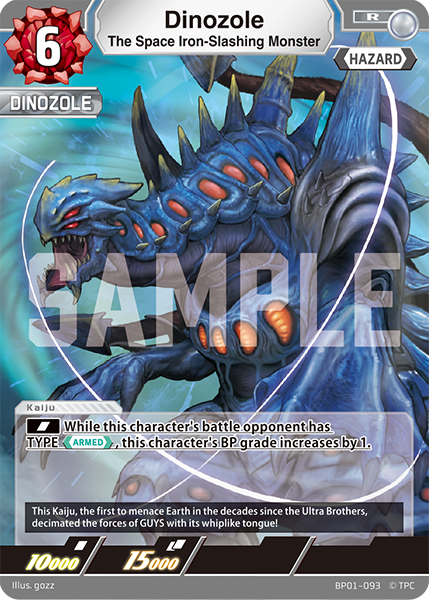 6
Dinozole
The Space Iron-Slashing Monster
R
HAZARD
DINOZOLE
SAMPLE
Kaiju
While this character's battle opponent has
TYPE ARMED, this character's BP grade increases by 1.
This Kaiju, the first to menace Earth in the decades since the Ultra Brothers,
decimated the forces of GUYS with its whiplike tongue!
10000 15000
Illus. gozz BP01-093 © TPC